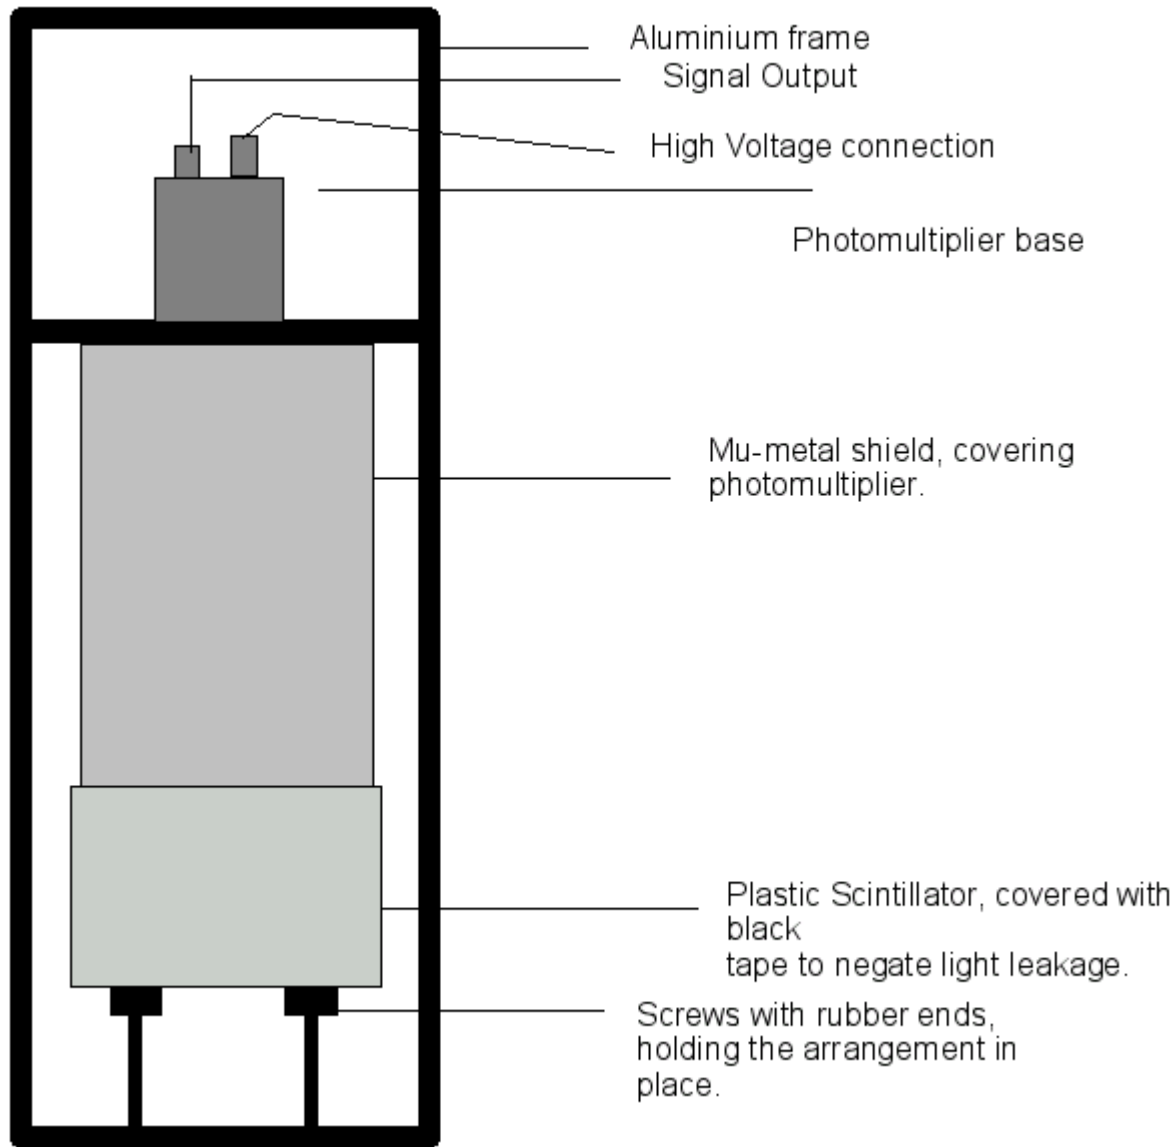 Aluminium frame
Signal Output
High Voltage connection
Photomultiplier base
Mu-metal shield, covering
photomultiplier.
Plastic Scintillator, covered with
black
tape to negate light leakage.
Screws with rubber ends,
holding the arrangement in
place.